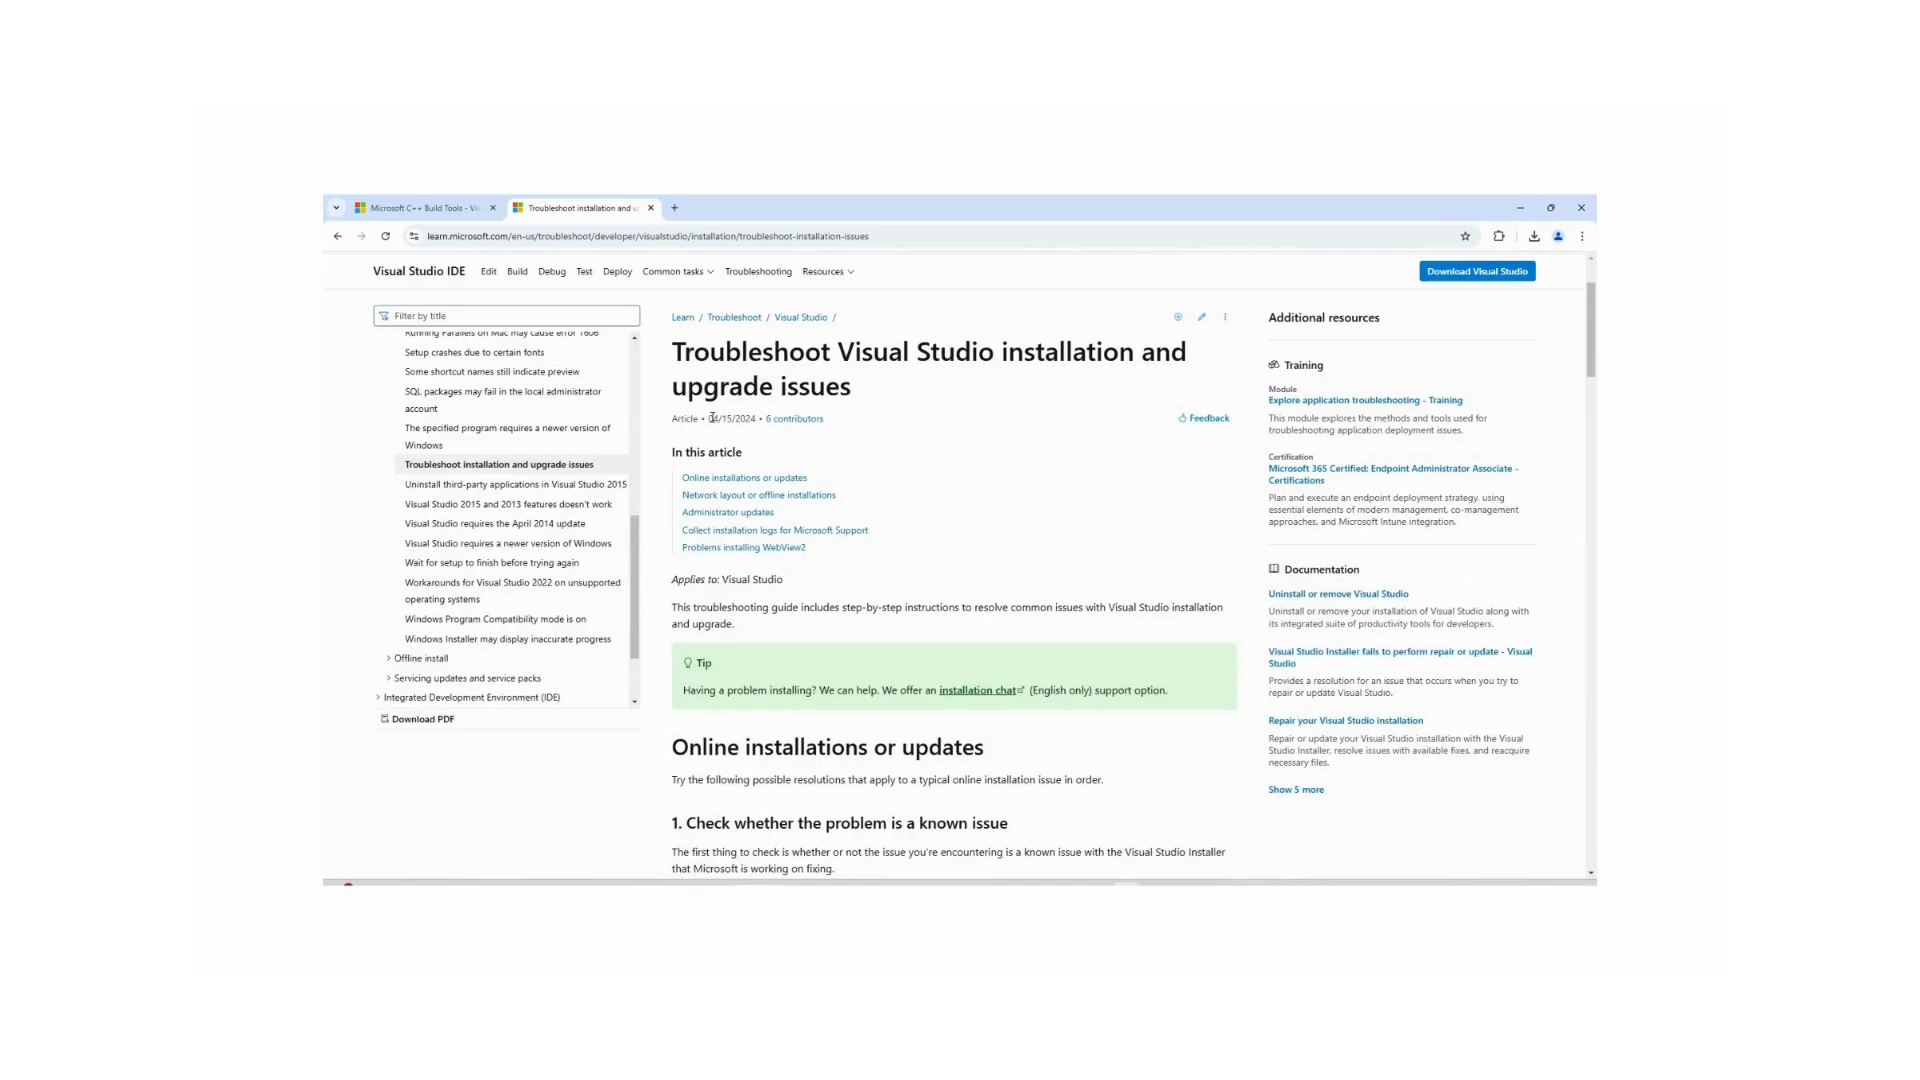 Microsoft C++ Build Tools - Vis
Troubleshoot installation and u
learn.microsoft.com/en-us/troubleshoot/developer/visualstudio/installation/troubleshoot-installation-issues
Visual Studio IDE
Edit
Build
Debug
Test
Deploy
Common tasks
Troubleshooting
Resources
Download Visual Studio
Filter by title
Running Parallels on Mac may cause error 1606
Setup crashes due to certain fonts
Some shortcut names still indicate preview
SQL packages may fail in the local administrator
account
The specified program requires a newer version of
Windows
Troubleshoot installation and upgrade issues
Uninstall third-party applications in Visual Studio 2015
Visual Studio 2015 and 2013 features doesn't work
Visual Studio requires the April 2014 update
Visual Studio requires a newer version of Windows
Wait for setup to finish before trying again
Workarounds for Visual Studio 2022 on unsupported
operating systems
Windows Program Compatibility mode is on
Windows Installer may display inaccurate progress
Offline install
Servicing updates and service packs
Integrated Development Environment (IDE)
Download PDF
Learn / Troubleshoot / Visual Studio /
Troubleshoot Visual Studio installation and
upgrade issues
Article • 04/15/2024 • 6 contributors
Feedback
In this article
Online installations or updates
Network layout or offline installations
Administrator updates
Collect installation logs for Microsoft Support
Problems installing WebView2
Applies to: Visual Studio
This troubleshooting guide includes step-by-step instructions to resolve common issues with Visual Studio installation
and upgrade.
Tip
Having a problem installing? We can help. We offer an installation chat (English only) support option.
Online installations or updates
Try the following possible resolutions that apply to a typical online installation issue in order.
1. Check whether the problem is a known issue
The first thing to check is whether or not the issue you're encountering is a known issue with the Visual Studio Installer
that Microsoft is working on fixing.
Additional resources
Training
Module
Explore application troubleshooting - Training
This module explores the methods and tools used for
troubleshooting application deployment issues.
Certification
Microsoft 365 Certified: Endpoint Administrator Associate -
Certifications
Plan and execute an endpoint deployment strategy, using
essential elements of modern management, co-management
approaches, and Microsoft Intune integration.
Documentation
Uninstall or remove Visual Studio
Uninstall or remove your installation of Visual Studio along with
its integrated suite of productivity tools for developers.
Visual Studio Installer fails to perform repair or update - Visual
Studio
Provides a resolution for an issue that occurs when you try to
repair or update Visual Studio.
Repair your Visual Studio installation
Repair or update your Visual Studio installation with the Visual
Studio Installer, resolve issues with available fixes, and reacquire
necessary files.
Show 5 more